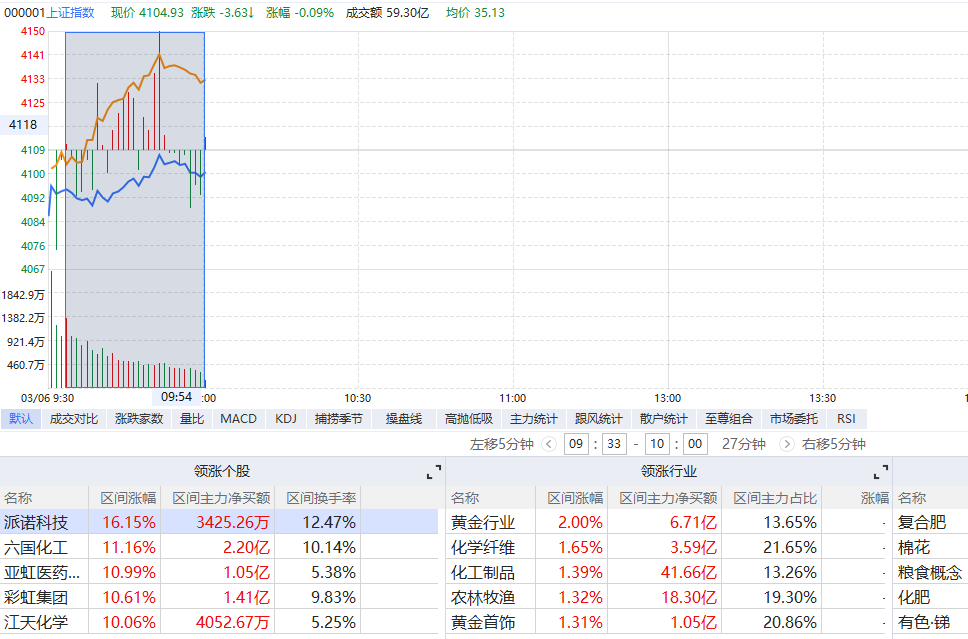 000001上证指数 现价 4104.93 涨跌 -3.63↓ 涨幅 -0.09% 成交额 59.30亿 均价 35.13
4150
4141
4133
4125
4118
4109
4100
4092
4084
4076
4067
1842.9万
1382.2万
921.4万
460.7万
03/06 9:30 09:54 :00 10:30 11:00 13:00 13:30 1
默认 成交对比 涨跌家数 量比 MACD KDJ 捕捞季节 操盘线 高抛低吸 主力统计 跟风统计 散户统计 至尊组合 市场委托 RSI
左移5分钟 09 : 33 - 10 : 00 27分钟 右移5分钟
领涨个股 领涨行业
名称 区间涨幅 区间主力净买额 区间换手率 名称 区间涨幅 区间主力净买额 区间主力占比 涨幅 名称
派诺科技 16.15% 3425.26万 12.47% 黄金行业 2.00% 6.71亿 13.65% - 复合肥
六国化工 11.16% 2.20亿 10.14% 化学纤维 1.65% 3.59亿 21.65% - 棉花
亚虹医药... 10.99% 1.05亿 5.38% 化工制品 1.39% 41.66亿 13.26% - 粮食概念
彩虹集团 10.61% 1.41亿 9.83% 农林牧渔 1.32% 18.30亿 19.30% - 化肥
江天化学 10.06% 4052.67万 5.25% 黄金首饰 1.31% 1.05亿 20.86% - 有色·锑